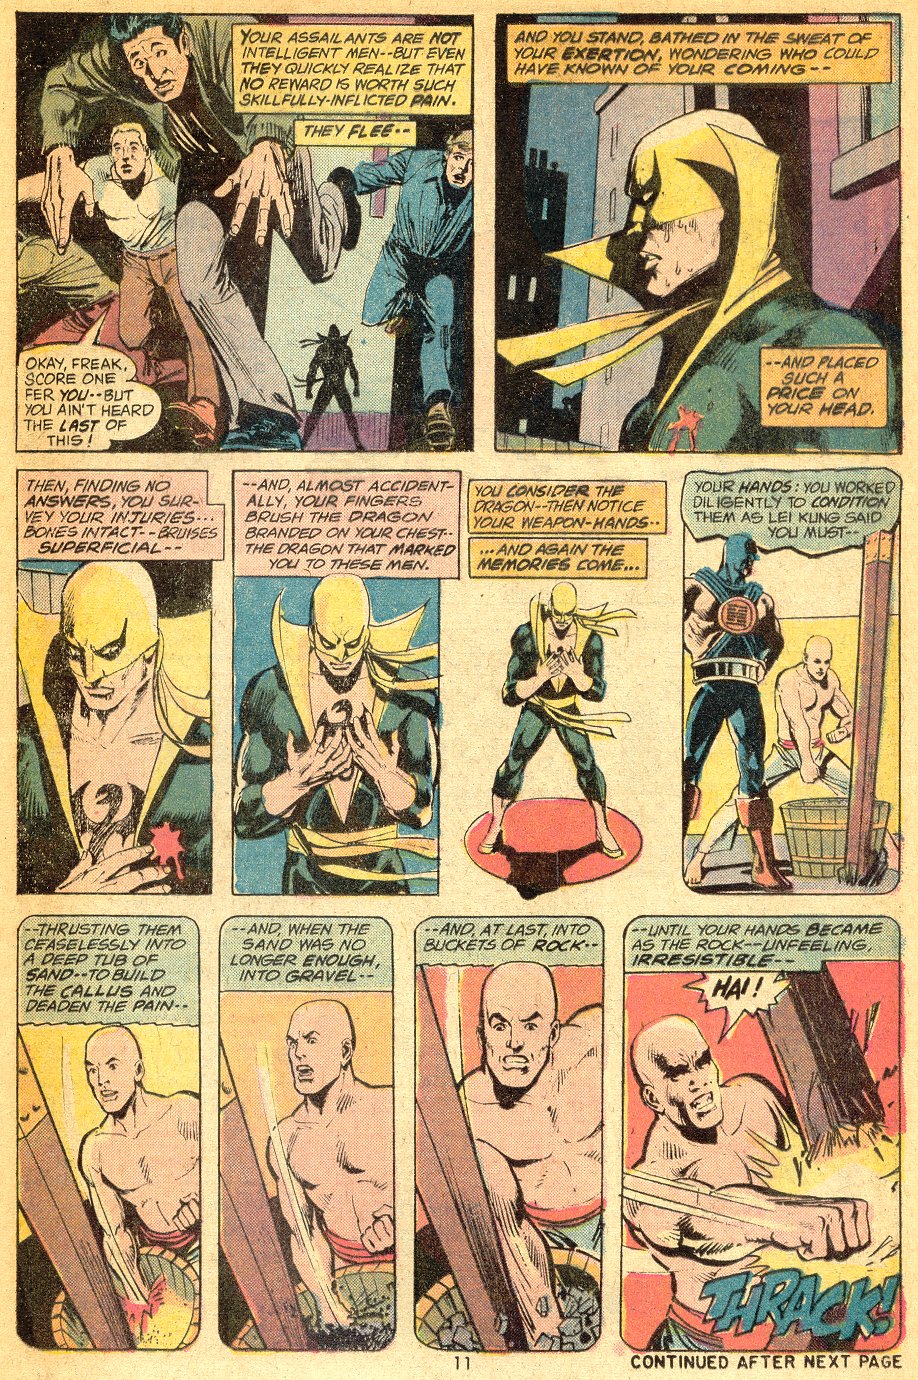 YOUR ASSAILANTS ARE NOT
INTELLIGENT MEN--BUT EVEN
THEY QUICKLY REALIZE THAT
NO REWARD IS WORTH SUCH
SKILLFULLY-INFLICTED PAIN.
THEY FLEE--
OKAY, FREAK,
SCORE ONE
FER YOU--BUT
YOU AIN'T HEARD
THE LAST OF
THIS!
AND YOU STAND, BATHED IN THE SWEAT OF
YOUR EXERTION, WONDERING WHO COULD
HAVE KNOWN OF YOUR COMING--
--AND PLACED
SUCH A
PRICE ON
YOUR HEAD.
THEN, FINDING NO
ANSWERS, YOU SUR-
VEY YOUR INJURIES...
BONES INTACT--BRUISES
SUPERFICIAL--
--AND, ALMOST ACCIDENT-
ALLY, YOUR FINGERS
BRUSH THE DRAGON
BRANDED ON YOUR CHEST--
THE DRAGON THAT MARKED
YOU TO THESE MEN.
YOU CONSIDER THE
DRAGON--THEN NOTICE
YOUR WEAPON-HANDS--
...AND AGAIN THE
MEMORIES COME...
YOUR HANDS: YOU WORKED
DILIGENTLY TO CONDITION
THEM AS LEI KUNG SAID
YOU MUST--
--THRUSTING THEM
CEASELESSLY INTO
A DEEP TUB OF
SAND--TO BUILD
THE CALLUS AND
DEADEN THE PAIN--
--AND, WHEN THE
SAND WAS NO
LONGER ENOUGH,
INTO GRAVEL--
--AND, AT LAST, INTO
BUCKETS OF ROCK--
--UNTIL YOUR HANDS BECAME
AS THE ROCK--UNFEELING,
IRRESISTIBLE--
HAI!
THRACK!
11
CONTINUED AFTER NEXT PAGE